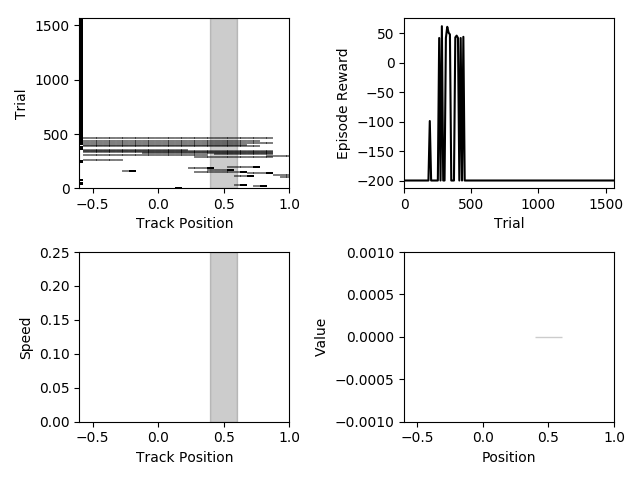 1500
1000
500
0
Trial
−0.5 0.0 0.5 1.0
Track Position
50
0
−50
−100
−150
−200
Episode Reward
0 500 1000 1500
Trial
0.25
0.20
0.15
0.10
0.05
0.00
Speed
−0.5 0.0 0.5 1.0
Track Position
0.0010
0.0005
0.0000
−0.0005
−0.0010
Value
−0.5 0.0 0.5 1.0
Position